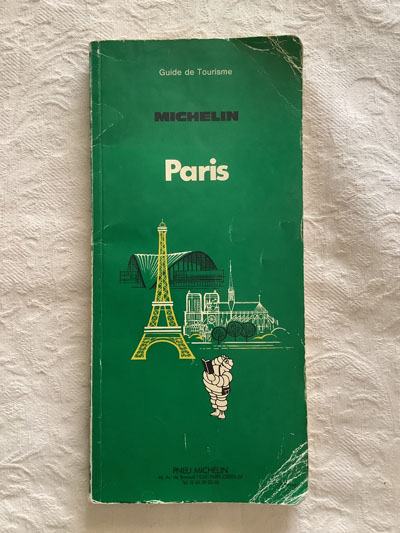 Guide de Tourisme
MICHELIN
Paris
PNEU MICHELIN